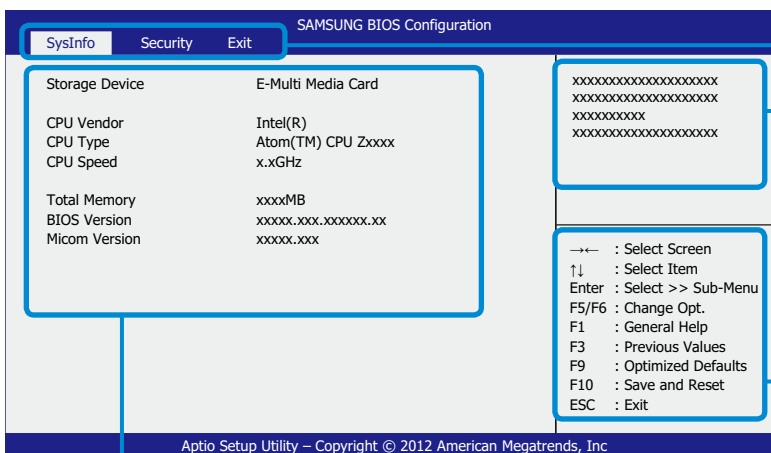 SAMSUNG BIOS Configuration
SysInfo Security Exit
Storage Device E-Multi Media Card
CPU Vendor Intel(R)
CPU Type Atom(TM) CPU Zxxxx
CPU Speed x.xGHz
Total Memory xxxxMB
BIOS Version xxxxx.xxx.xxxxxx.xx
Micom Version xxxxx.xxx
xxxxxxxxxxxxxxxxxxxx
xxxxxxxxxxxxxxxxxxxx
xxxxxxxxxx
xxxxxxxxxxxxxxxxxxxx
→← : Select Screen
↑↓ : Select Item
Enter : Select >> Sub-Menu
F5/F6 : Change Opt.
F1 : General Help
F3 : Previous Values
F9 : Optimized Defaults
F10 : Save and Reset
ESC : Exit
Aptio Setup Utility – Copyright © 2012 American Megatrends, Inc